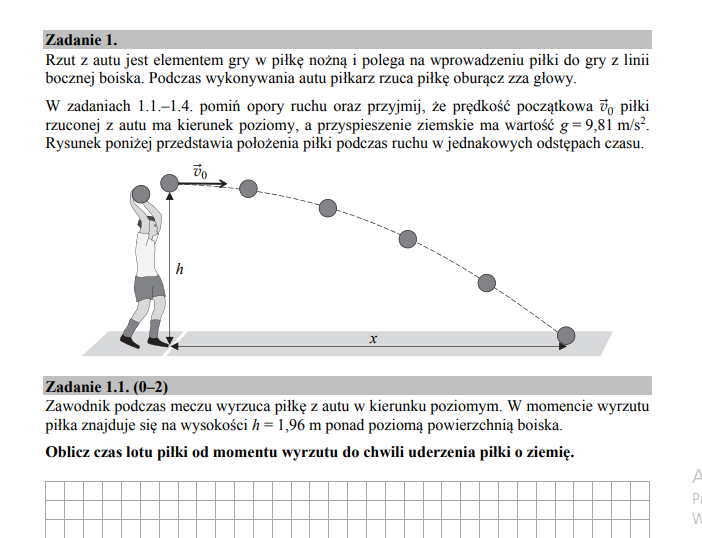 Zadanie 1.
Rzut z autu jest elementem gry w piłkę nożną i polega na wprowadzeniu piłki do gry z linii
bocznej boiska. Podczas wykonywania autu piłkarz rzuca piłkę oburącz zza głowy.
W zadaniach 1.1.–1.4. pomiń opory ruchu oraz przyjmij, że prędkość początkowa v⃗₀ piłki
rzuconej z autu ma kierunek poziomy, a przyspieszenie ziemskie ma wartość g = 9,81 m/s².
Rysunek poniżej przedstawia położenia piłki podczas ruchu w jednakowych odstępach czasu.
v⃗₀
h
x
Zadanie 1.1. (0–2)
Zawodnik podczas meczu wyrzuca piłkę z autu w kierunku poziomym. W momencie wyrzutu
piłka znajduje się na wysokości h = 1,96 m ponad poziomą powierzchnią boiska.
Oblicz czas lotu piłki od momentu wyrzutu do chwili uderzenia piłki o ziemię.